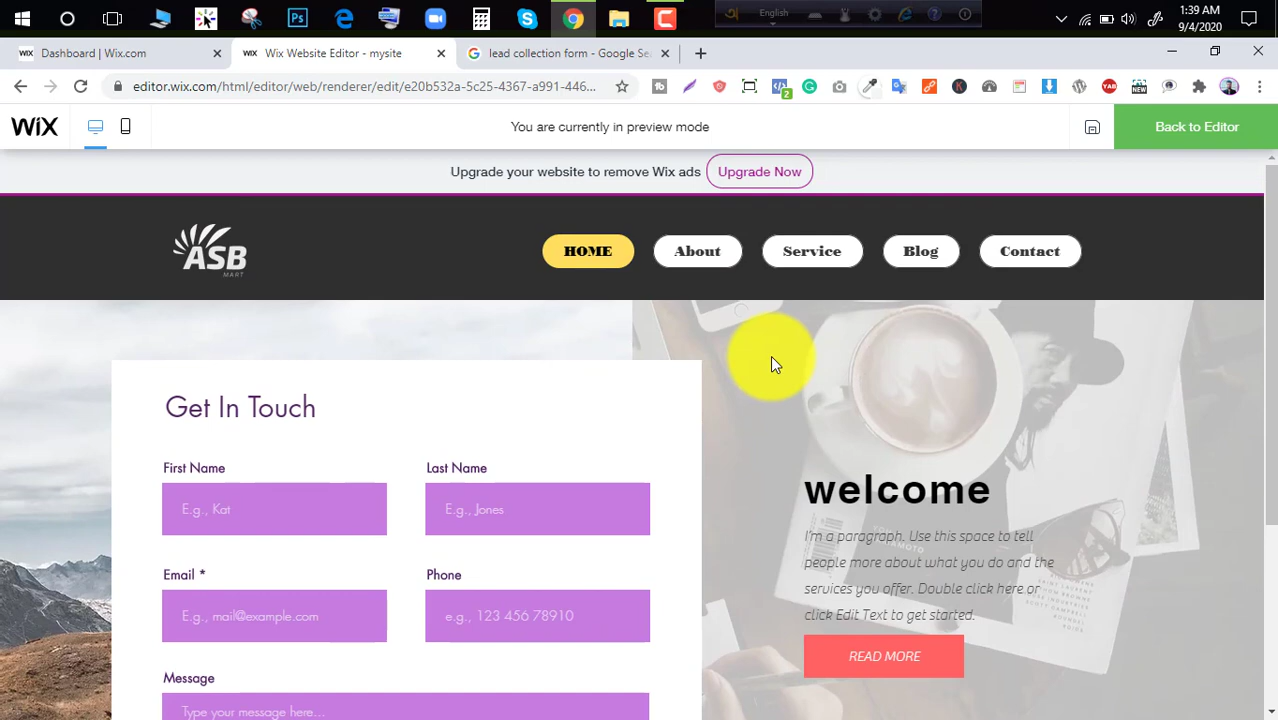 English
1:39 AM
9/4/2020
WiX Dashboard | Wix.com
WiX Wix Website Editor - mysite
lead collection form - Google Se
editor.wix.com/html/editor/web/renderer/edit/c20b532a-5c25-4367-a991-446...
WiX
You are currently in preview mode
Back to Editor
Upgrade your website to remove Wix ads
Upgrade Now
ASB
MART
HOME
About
Service
Blog
Contact
Get In Touch
First Name
Last Name
E.g., Kat
E.g., Jones
Email *
Phone
E.g., mail@example.com
e.g., 123 456 78910
Message
Type your message here...
welcome
I'm a paragraph. Use this space to tell
people more about what you do and the
services you offer. Double click here or
click Edit Text to get started.
READ MORE